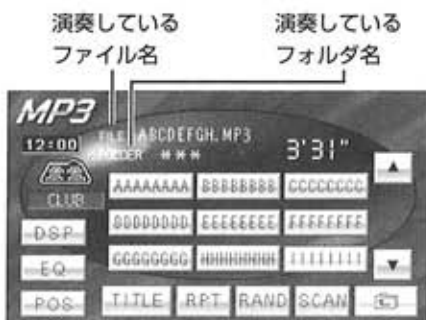 演奏している
ファイル名
演奏している
フォルダ名
MP3
FILE ABCDEFGH.MP3
12:00
FOLDER ***
3'31"
CLUB
AAAAAAAA BBBBBBBB CCCCCCCC
DSP
DDDDDDDD EEEEEEEE FFFFFFFF
EQ
GGGGGGGG HHHHHHHH IIIIIIII
POS TITLE RPT RAND SCAN